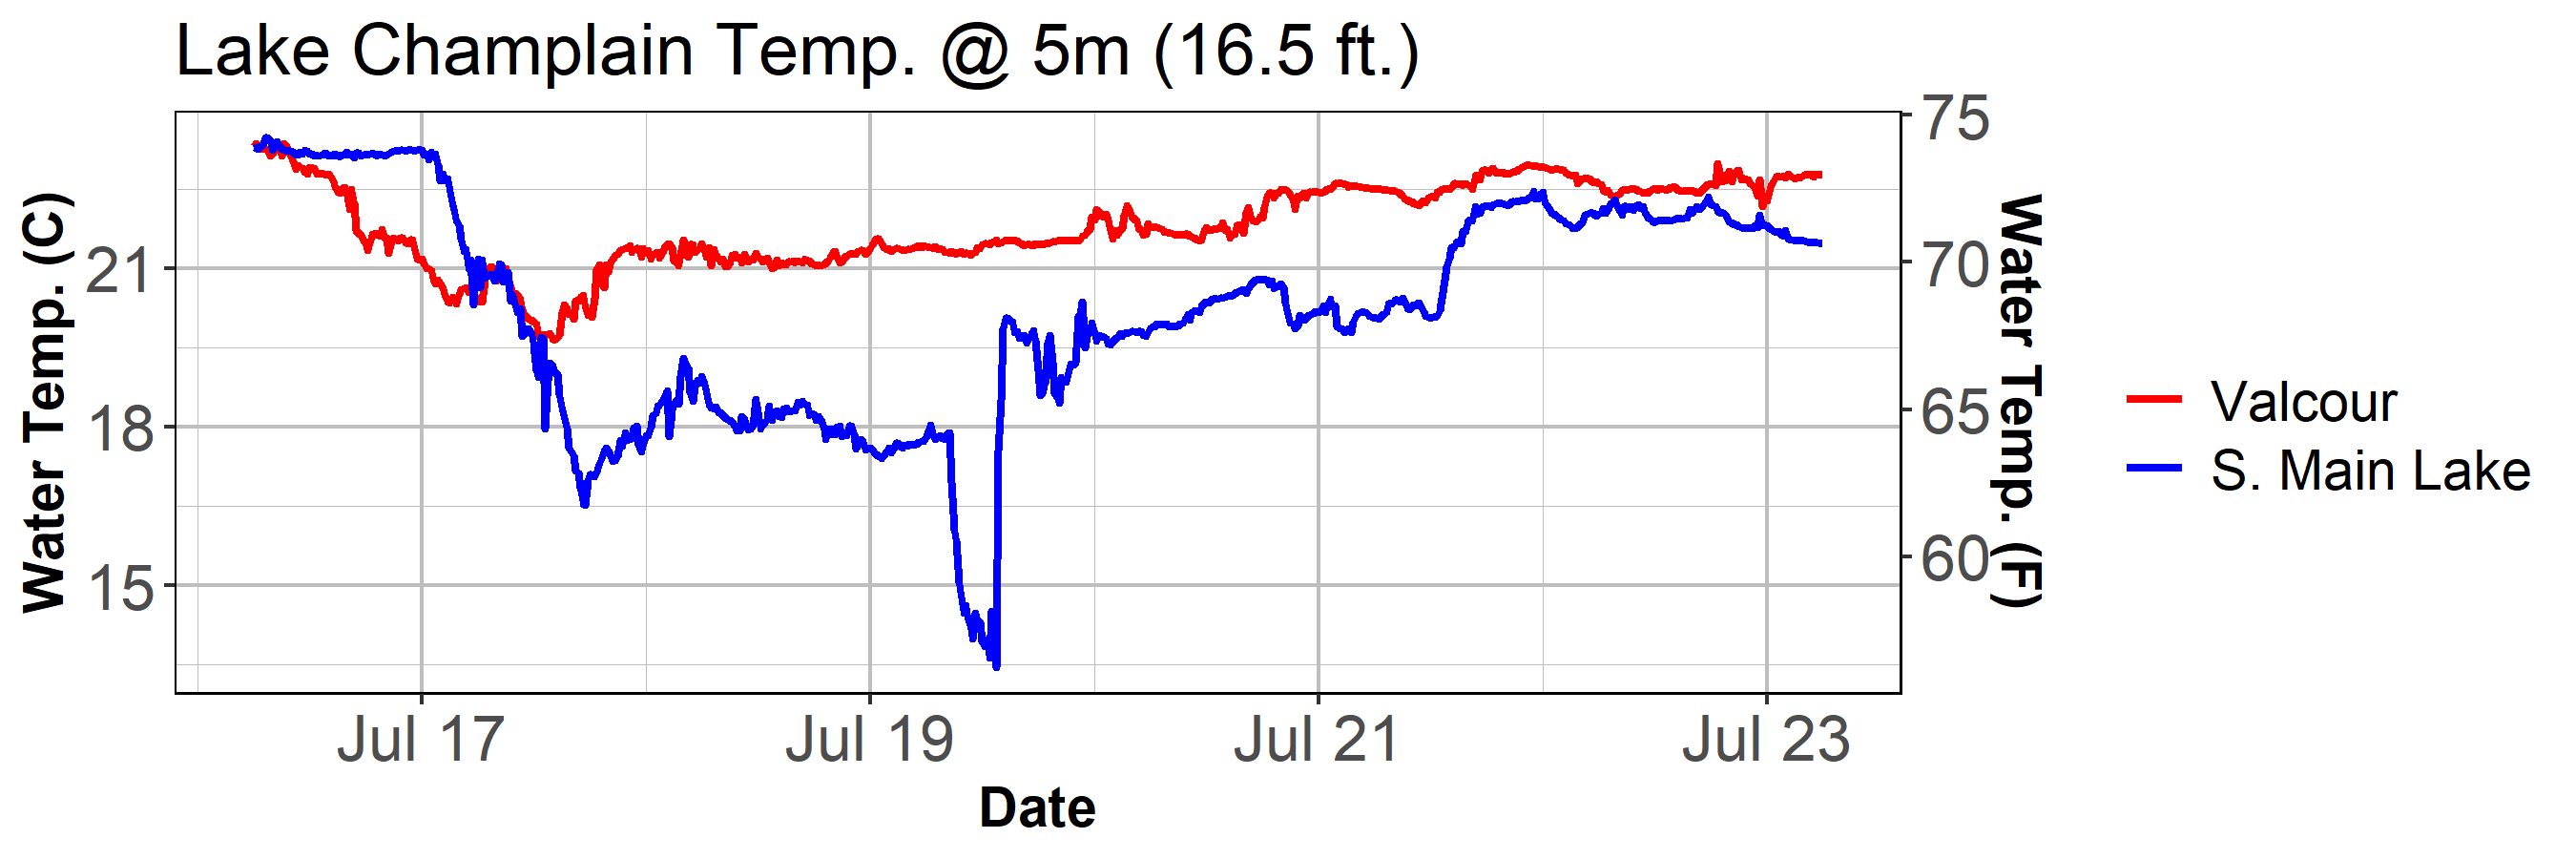 Lake Champlain Temp. @ 5m (16.5 ft.)
Water Temp. (C)
21
18
15
75
70
65
60
Water Temp. (F)
Jul 17
Jul 19
Jul 21
Jul 23
Date
Valcour
S. Main Lake